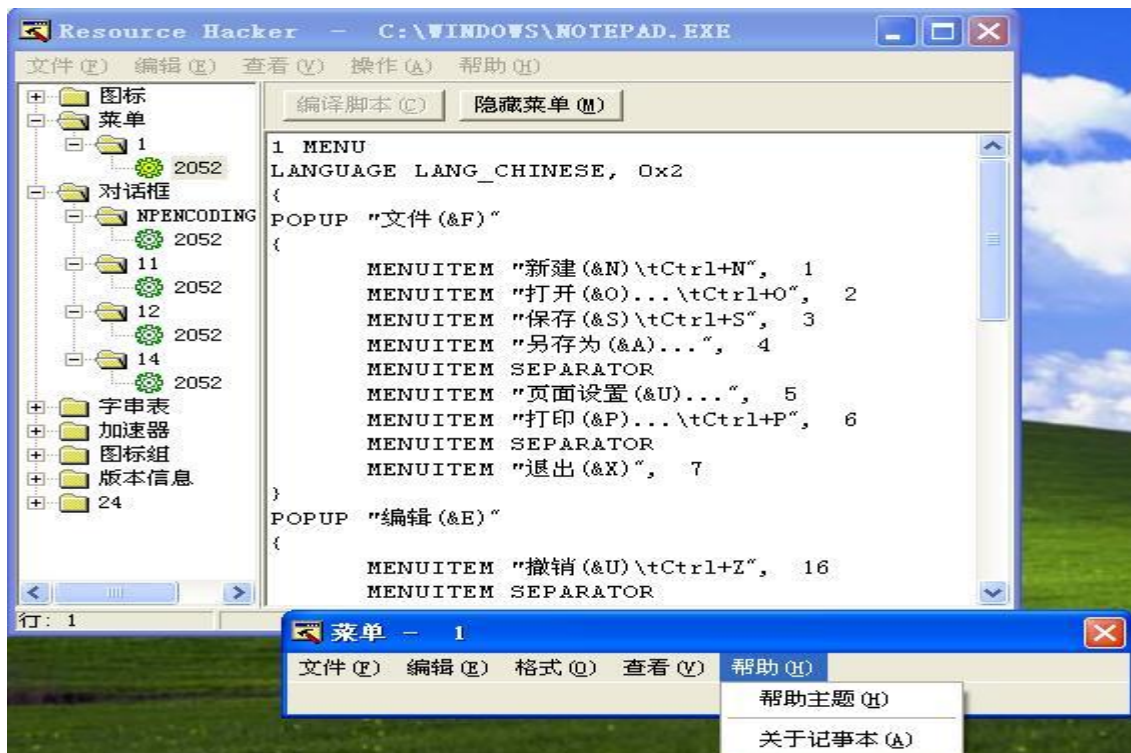 Resource Hacker - C:\WINDOWS\NOTEPAD.EXE
文件(F) 编辑(E) 查看(V) 操作(A) 帮助(H)
图标
菜单
1
2052
对话框
NPENCODING
2052
11
2052
12
2052
14
2052
字串表
加速器
图标组
版本信息
24
编译脚本(C) 隐藏菜单(M)
1 MENU
LANGUAGE LANG_CHINESE, 0x2
{
POPUP "文件(&F)"
{
MENUITEM "新建(&N)\tCtrl+N", 1
MENUITEM "打开(&O)...\tCtrl+O", 2
MENUITEM "保存(&S)\tCtrl+S", 3
MENUITEM "另存为(&A)...", 4
MENUITEM SEPARATOR
MENUITEM "页面设置(&U)...", 5
MENUITEM "打印(&P)...\tCtrl+P", 6
MENUITEM SEPARATOR
MENUITEM "退出(&X)", 7
}
POPUP "编辑(&E)"
{
MENUITEM "撤销(&U)\tCtrl+Z", 16
MENUITEM SEPARATOR
行: 1
菜单 - 1
文件(F) 编辑(E) 格式(O) 查看(V) 帮助(H)
帮助主题(H)
关于记事本(A)